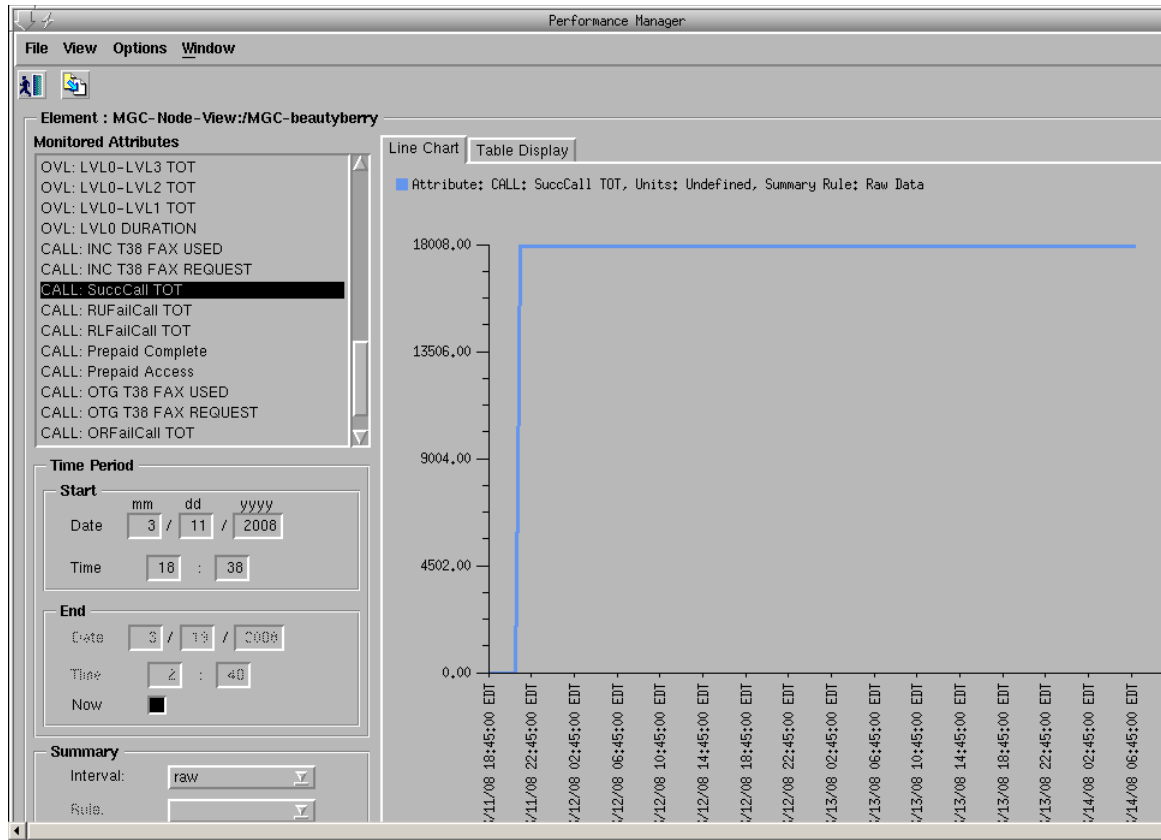 Performance Manager
File View Options Window
Element : MGC-Node-View:/MGC-beautyberry
Monitored Attributes
OVL: LVL0-LVL3 TOT
OVL: LVL0-LVL2 TOT
OVL: LVL0-LVL1 TOT
OVL: LVL0 DURATION
CALL: INC T38 FAX USED
CALL: INC T38 FAX REQUEST
CALL: SuccCall TOT
CALL: RUFailCall TOT
CALL: RLFailCall TOT
CALL: Prepaid Complete
CALL: Prepaid Access
CALL: OTG T38 FAX USED
CALL: OTG T38 FAX REQUEST
CALL: ORFailCall TOT
Time Period
Start
mm dd yyyy
Date 3 / 11 / 2008
Time 18 : 38
End
Date 3 / 19 / 2008
Time 2 : 40
Now
Summary
Interval: raw
Rule:
Line Chart Table Display
Attribute: CALL: SuccCall TOT, Units: Undefined, Summary Rule: Raw Data
18008.00
13506.00
9004.00
4502.00
0.00
/11/08 18:45:00 EDT
/11/08 22:45:00 EDT
/12/08 02:45:00 EDT
/12/08 06:45:00 EDT
/12/08 10:45:00 EDT
/12/08 14:45:00 EDT
/12/08 18:45:00 EDT
/12/08 22:45:00 EDT
/13/08 02:45:00 EDT
/13/08 06:45:00 EDT
/13/08 10:45:00 EDT
/13/08 14:45:00 EDT
/13/08 18:45:00 EDT
/13/08 22:45:00 EDT
/14/08 02:45:00 EDT
/14/08 06:45:00 EDT